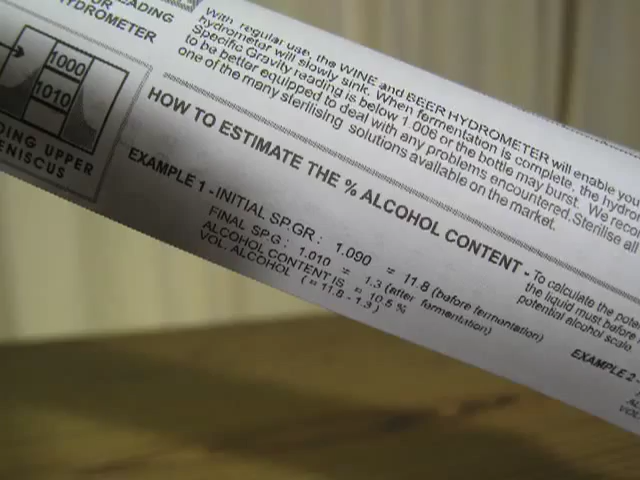 READING
HYDROMETER
1000
1010
DING UPPER
ENISCUS
With regular use, the WINE and BEER HYDROMETER will enable you
hydrometer will slowly sink. When fermentation is complete, the hydro
Specific Gravity reading is below 1.006 or the bottle may burst. We recom
to be better equipped to deal with any problems encountered. Sterilise all
one of the many sterilising solutions available on the market.
HOW TO ESTIMATE THE % ALCOHOL CONTENT - To calculate the pote
the liquid must before
potential alcohol scale.
EXAMPLE 1 - INITIAL SP.GR : 1.090 = 11.8 (before fermentation)
FINAL SP.G : 1.010 = 1.3 (after fermentation)
ALCOHOL CONTENT IS = 10.5 %
VOL. ALCOHOL (= 11.8 - 1.3)
EXAMPLE 2 -